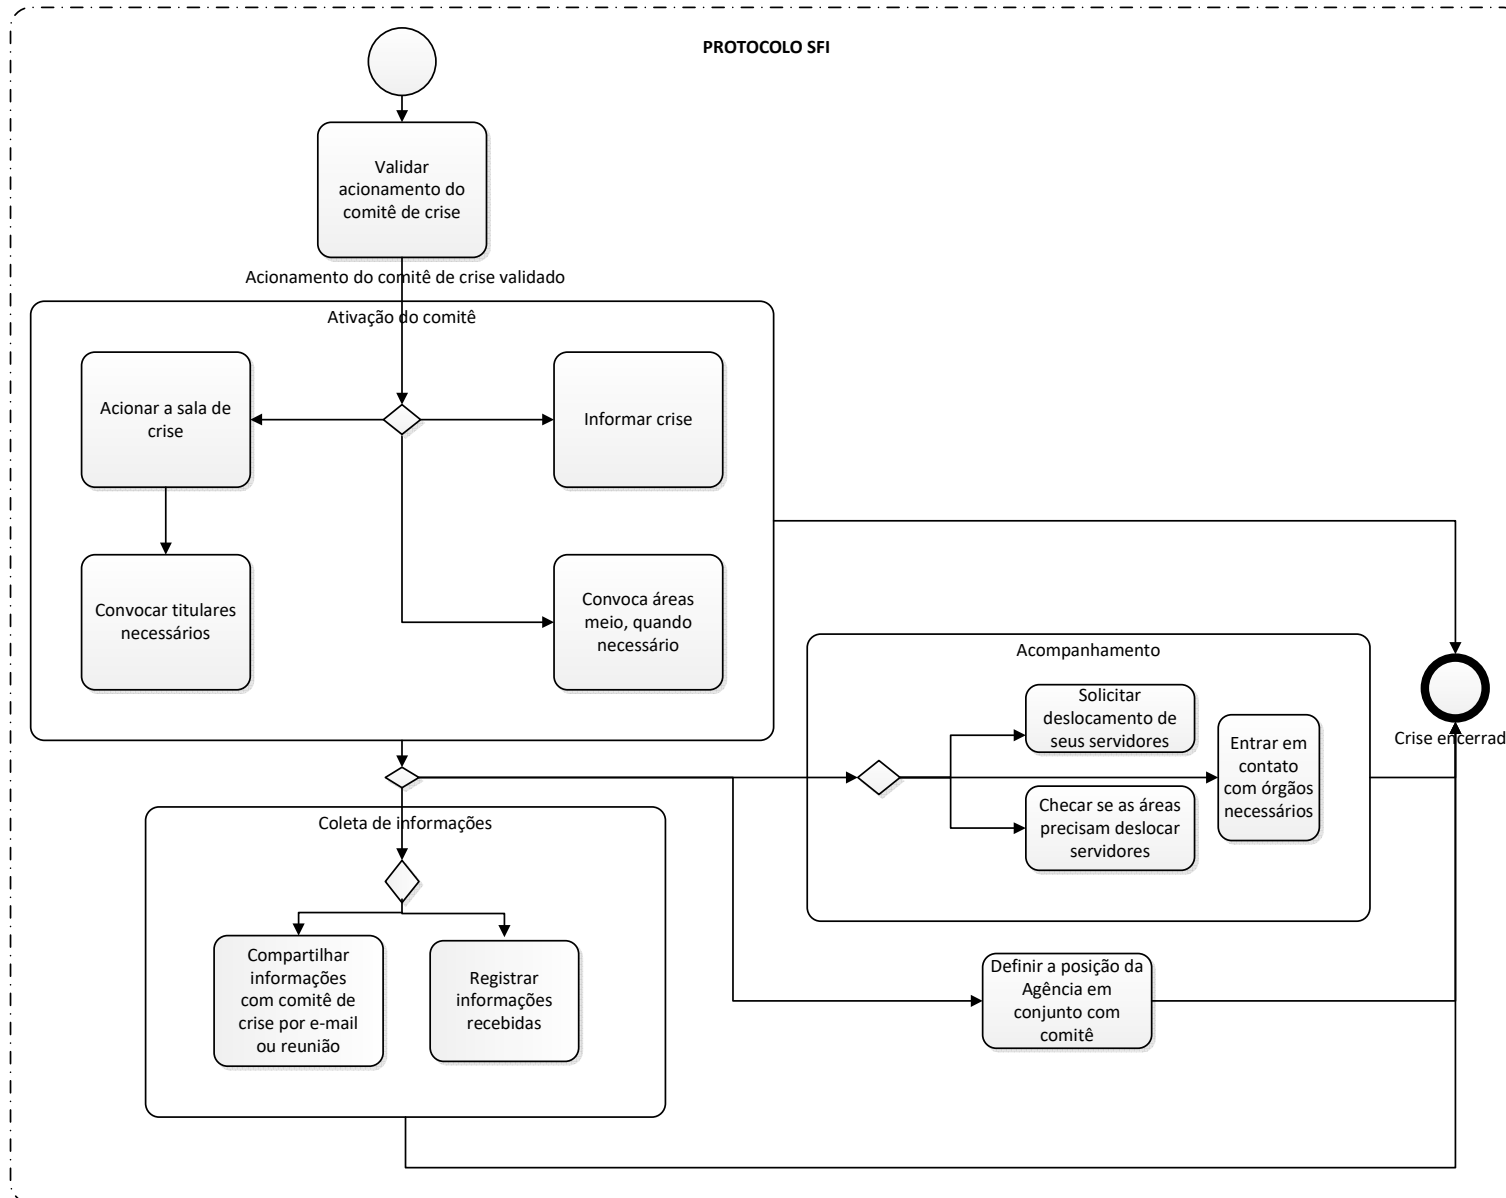 PROTOCOLO SFI
Validar
acionamento do
comitê de crise
Acionamento do comitê de crise validado
Ativação do comitê
Acionar a sala de
crise
Informar crise
Convocar titulares
necessários
Convoca áreas
meio, quando
necessário
Acompanhamento
Solicitar
deslocamento de
seus servidores
Entrar em
contato
com órgãos
necessários
Checar se as áreas
precisam deslocar
servidores
Crise encerrad
Coleta de informações
Compartilhar
informações
com comitê de
crise por e-mail
ou reunião
Registrar
informações
recebidas
Definir a posição da
Agência em
conjunto com
comitê